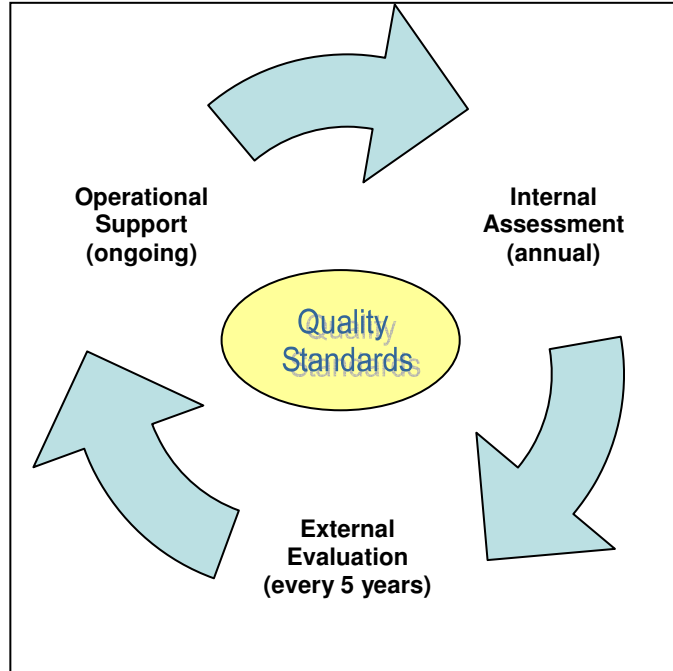 Operational
Support
(ongoing)
Internal
Assessment
(annual)
Quality
Standards
External
Evaluation
(every 5 years)